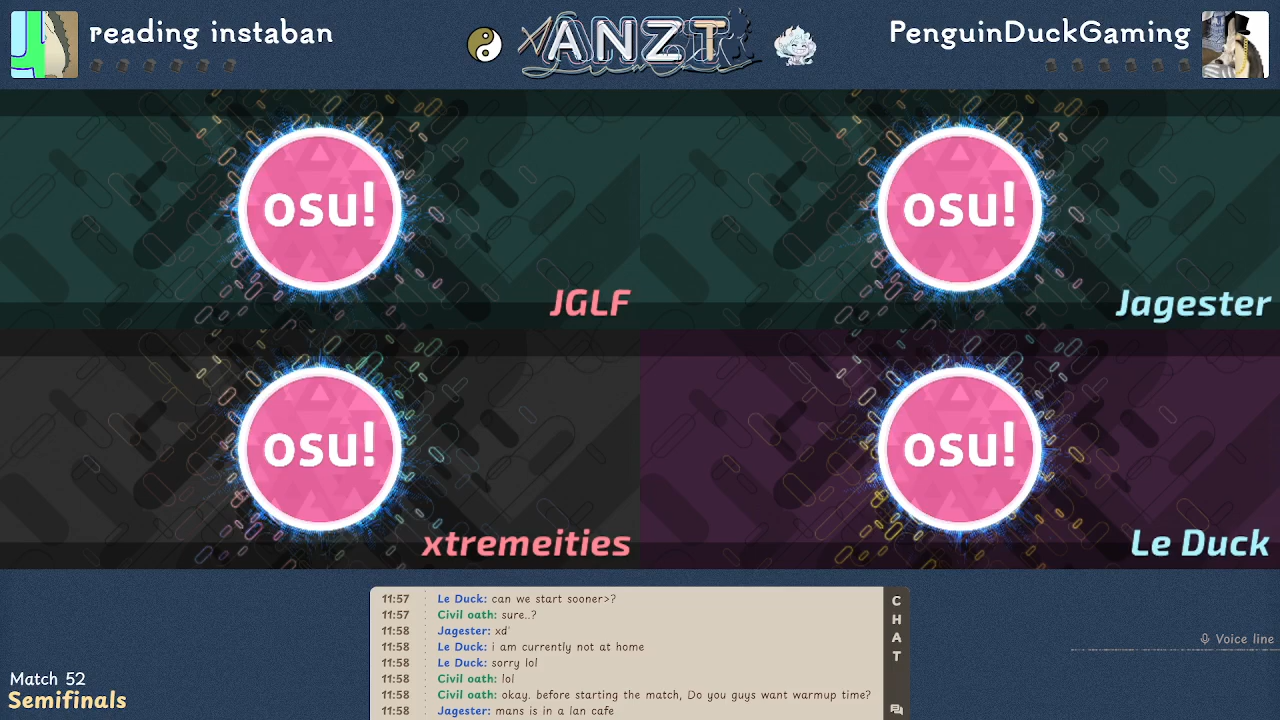 reading instaban
ANZT
PenguinDuckGaming
osu!
osu!
JGLF
Jagester
osu!
osu!
xtremeities
Le Duck
11:57 Le Duck: can we start sooner>?
11:57 Civil oath: sure..?
11:58 Jagester: xd'
11:58 Le Duck: i am currently not at home
11:58 Le Duck: sorry lol
11:58 Civil oath: lol
11:58 Civil oath: okay. before starting the match, Do you guys want warmup time?
11:58 Jagester: mans is in a lan cafe
CHAT
Voice line
Match 52
Semifinals